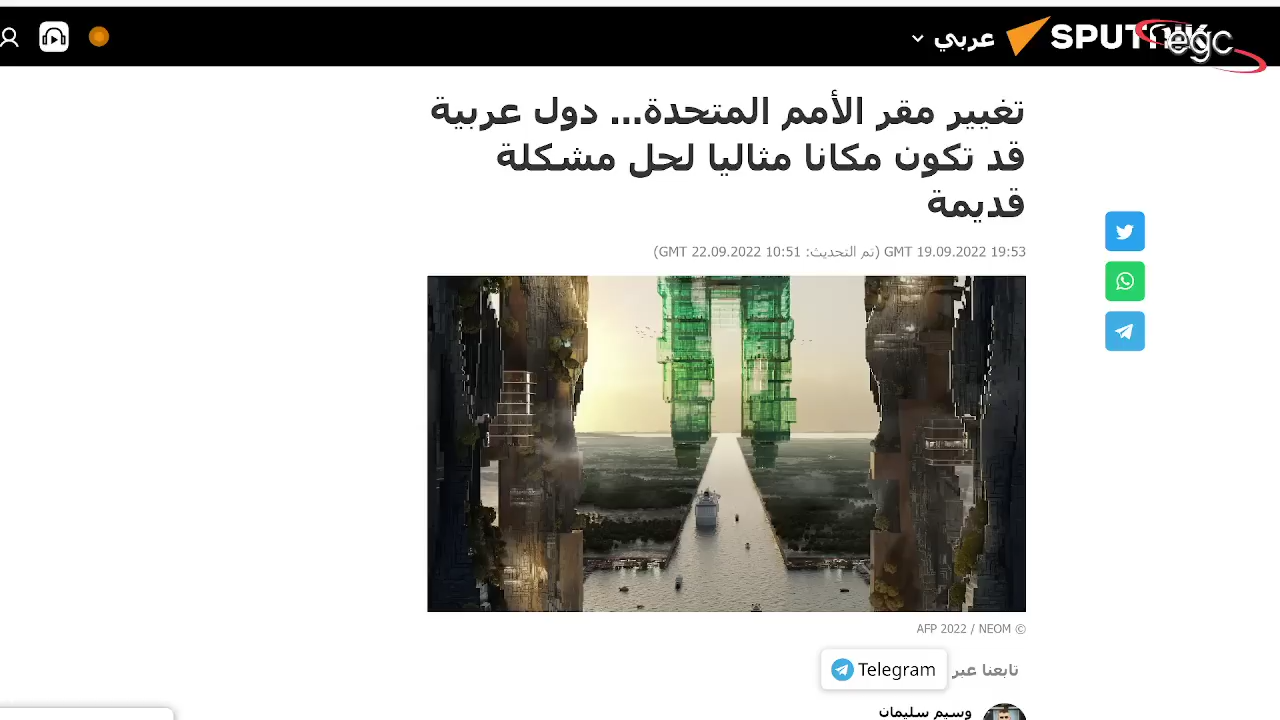 عربي SPUTNIK
egc
تغيير مقر الأمم المتحدة... دول عربية
قد تكون مكانا مثاليا لحل مشكلة
قديمة
19:53 GMT 19.09.2022 (تم التحديث: 10:51 GMT 22.09.2022)
© AFP 2022 / NEOM
تابعنا عبر Telegram
وسيم سليمان